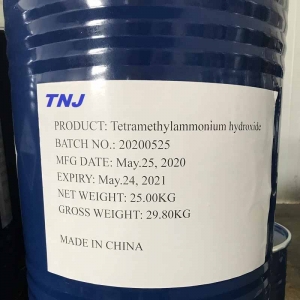 TNJ
PRODUCT: Tetramethylammonium hydroxide
BATCH NO.: 20200525
MFG DATE: May.25, 2020
EXPIRY: May.24, 2021
NET WEIGHT: 25.00KG
GROSS WEIGHT: 29.80KG
MADE IN CHINA